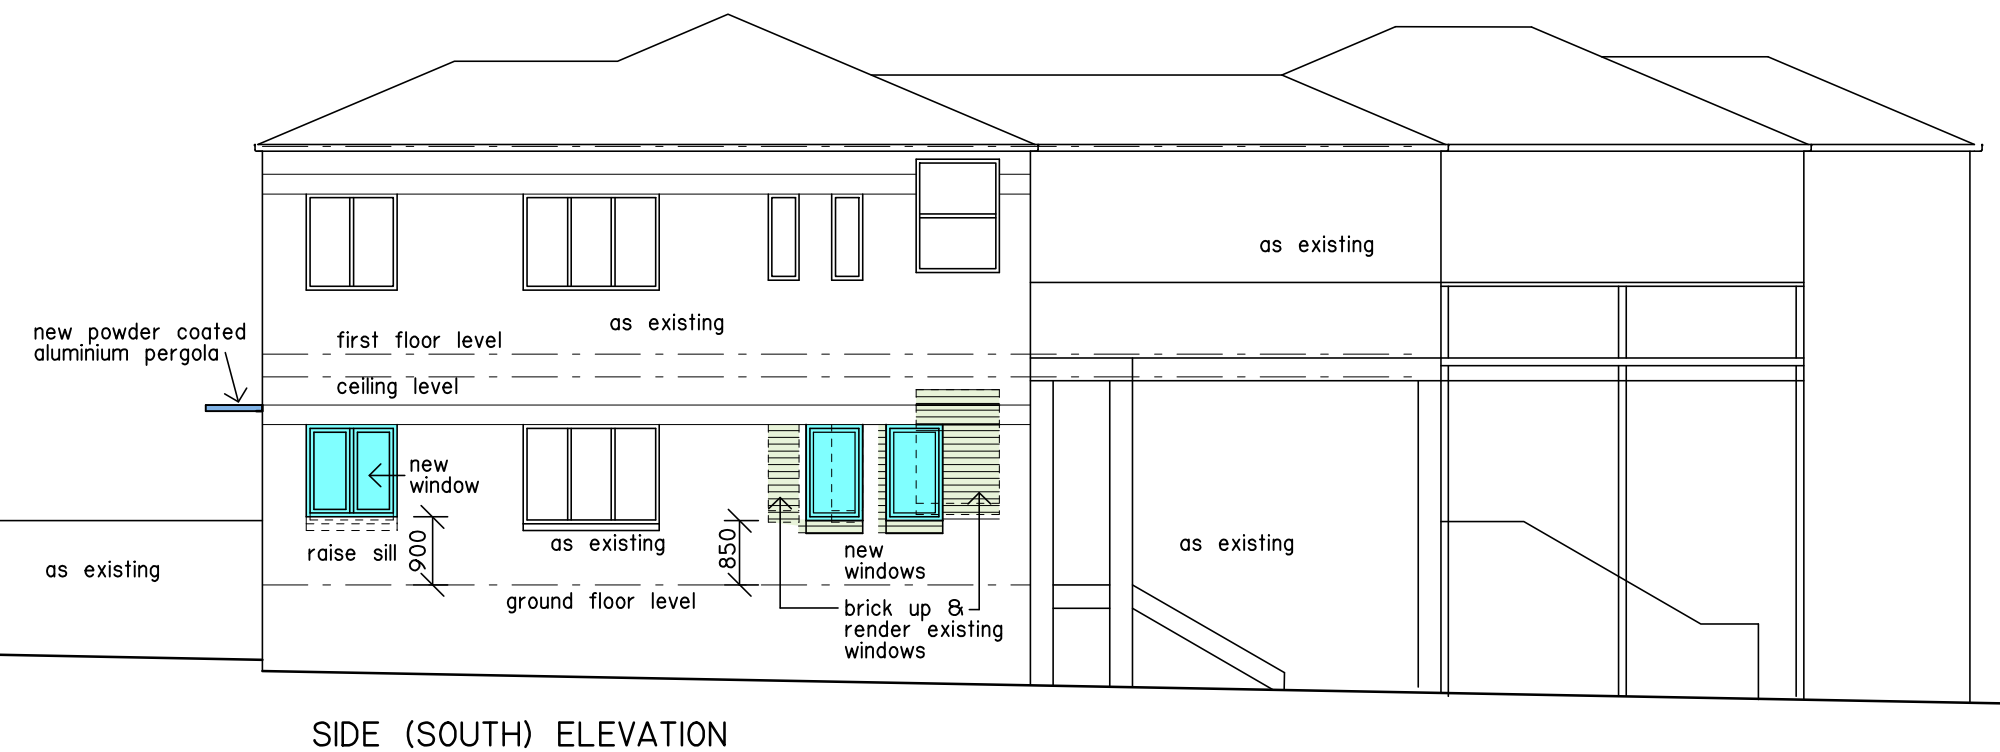 as existing
as existing
first floor level
new powder coated
aluminium pergola
ceiling level
new
window
raise sill
900
as existing
850
new
windows
as existing
as existing
ground floor level
brick up &
render existing
windows
SIDE (SOUTH) ELEVATION